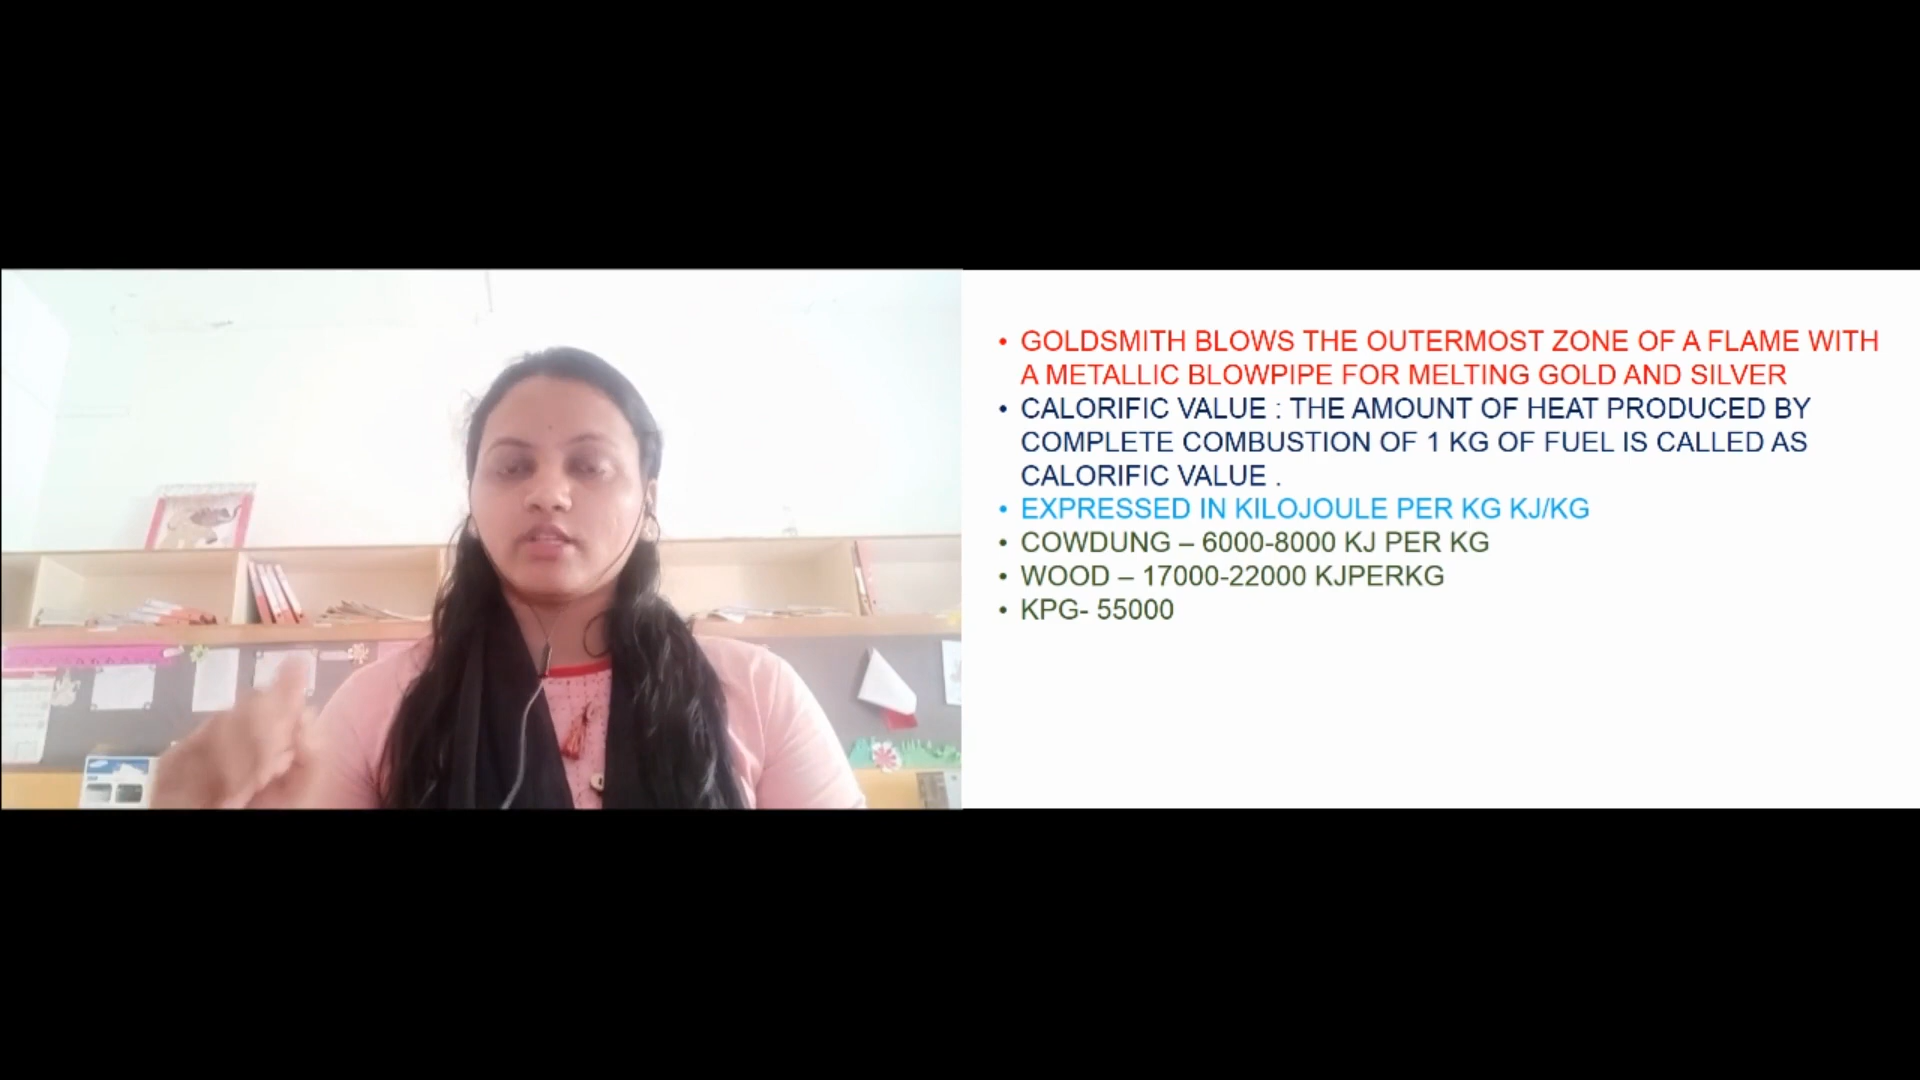 • GOLDSMITH BLOWS THE OUTERMOST ZONE OF A FLAME WITH
A METALLIC BLOWPIPE FOR MELTING GOLD AND SILVER
• CALORIFIC VALUE : THE AMOUNT OF HEAT PRODUCED BY
COMPLETE COMBUSTION OF 1 KG OF FUEL IS CALLED AS
CALORIFIC VALUE .
• EXPRESSED IN KILOJOULE PER KG KJ/KG
• COWDUNG – 6000-8000 KJ PER KG
• WOOD – 17000-22000 KJPERKG
• KPG- 55000